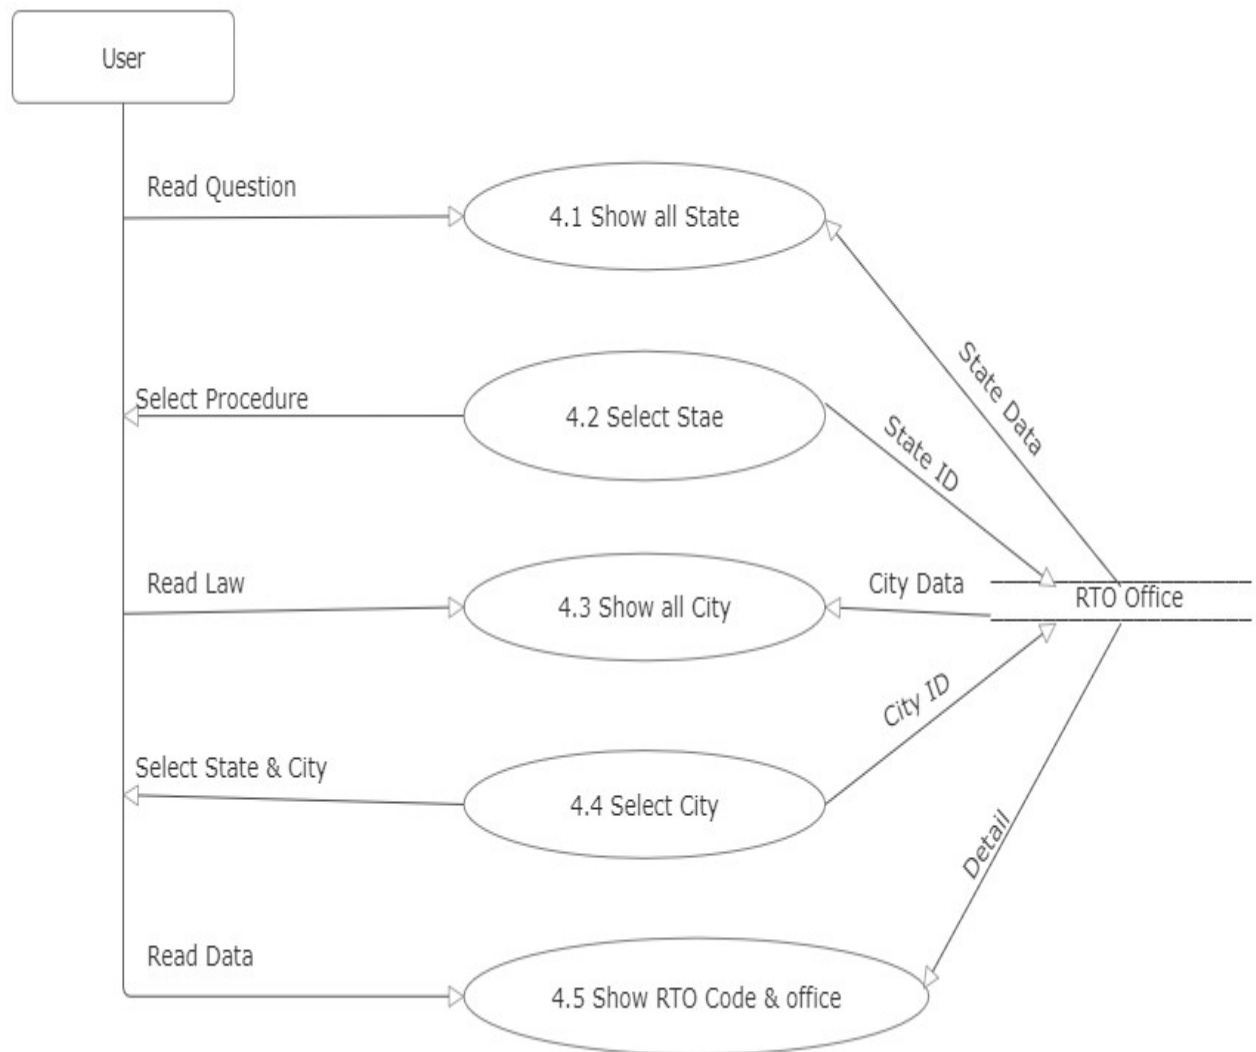 User
Read Question
4.1 Show all State
State Data
Select Procedure
4.2 Select Stae
State ID
Read Law
4.3 Show all City
City Data
RTO Office
City ID
Select State & City
4.4 Select City
Detail
Read Data
4.5 Show RTO Code & office